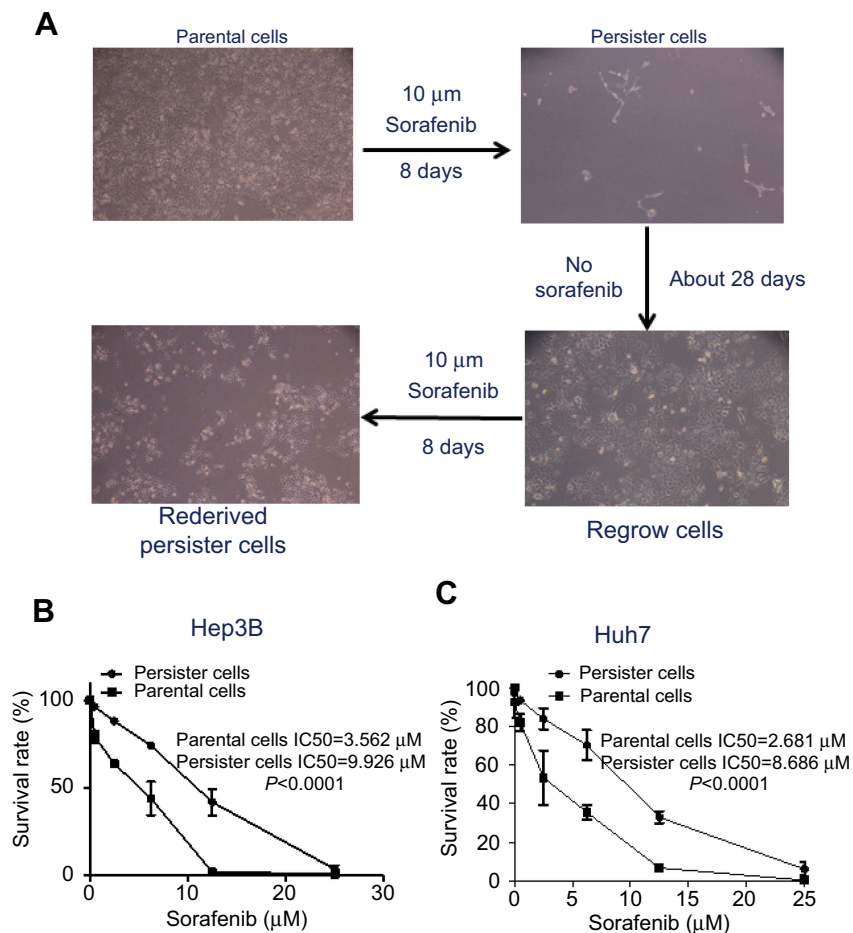 A
Parental cells
Persister cells
10 μm
Sorafenib
8 days
No
sorafenib
About 28 days
10 μm
Sorafenib
8 days
Rederived
persister cells
Regrow cells
B
Hep3B
Persister cells
Parental cells
Survival rate (%)
100
50
0
Parental cells IC50=3.562 μM
Persister cells IC50=9.926 μM
P<0.0001
0
10
20
30
Sorafenib (μM)
C
Huh7
Persister cells
Parental cells
Survival rate (%)
100
80
60
40
20
0
Parental cells IC50=2.681 μM
Persister cells IC50=8.686 μM
P<0.0001
0
5
10
15
20
25
Sorafenib (μM)